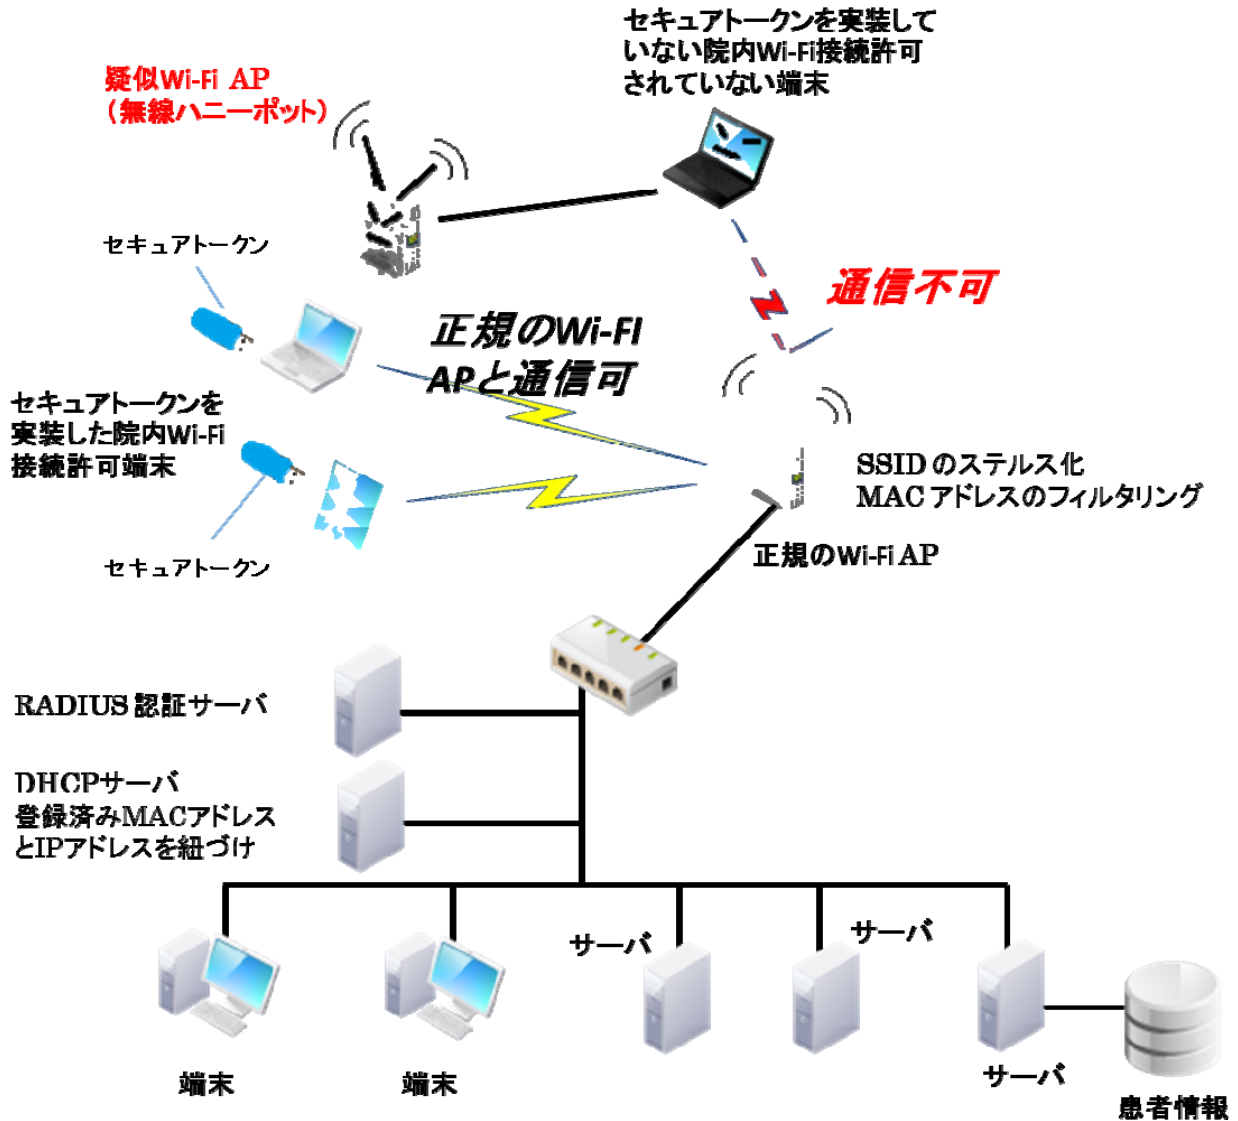 セキュアトークンを実装して
いない院内Wi-Fi接続許可
されていない端末
疑似Wi-Fi AP
（無線ハニーポット）
セキュアトークン
通信不可
正規のWi-FI
APと通信可
セキュアトークンを
実装した院内Wi-Fi
接続許可端末
SSIDのステルス化
MACアドレスのフィルタリング
正規のWi-Fi AP
セキュアトークン
RADIUS認証サーバ
DHCPサーバ
登録済みMACアドレス
とIPアドレスを紐づけ
サーバ
サーバ
端末
端末
サーバ
患者情報